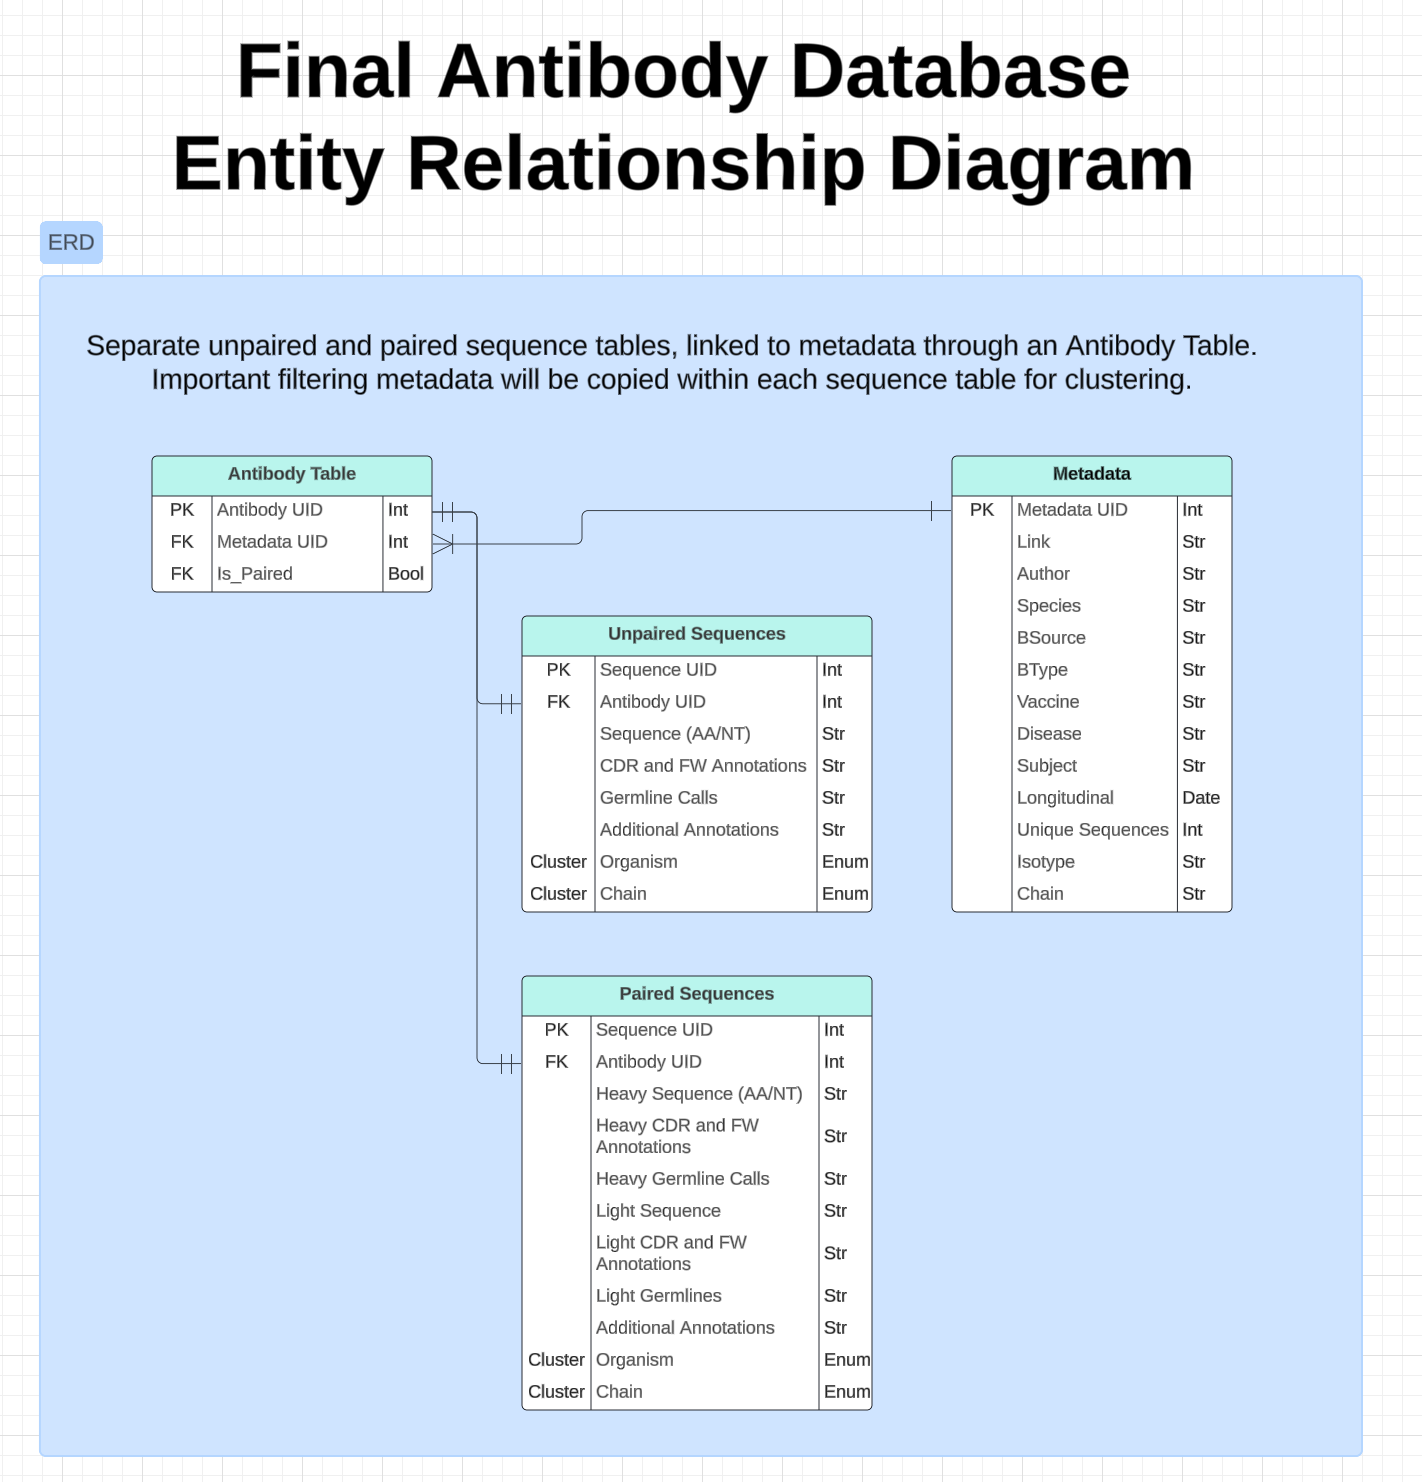 Final Antibody Database
Entity Relationship Diagram
ERD
Separate unpaired and paired sequence tables, linked to metadata through an Antibody Table.
Important filtering metadata will be copied within each sequence table for clustering.
Antibody Table
PK Antibody UID Int
FK Metadata UID Int
FK Is_Paired Bool
Metadata
PK Metadata UID Int
Link Str
Author Str
Species Str
BSource Str
BType Str
Vaccine Str
Disease Str
Subject Str
Longitudinal Date
Unique Sequences Int
Isotype Str
Chain Str
Unpaired Sequences
PK Sequence UID Int
FK Antibody UID Int
Sequence (AA/NT) Str
CDR and FW Annotations Str
Germline Calls Str
Additional Annotations Str
Cluster Organism Enum
Cluster Chain Enum
Paired Sequences
PK Sequence UID Int
FK Antibody UID Int
Heavy Sequence (AA/NT) Str
Heavy CDR and FW
Annotations Str
Heavy Germline Calls Str
Light Sequence Str
Light CDR and FW
Annotations Str
Light Germlines Str
Additional Annotations Str
Cluster Organism Enum
Cluster Chain Enum